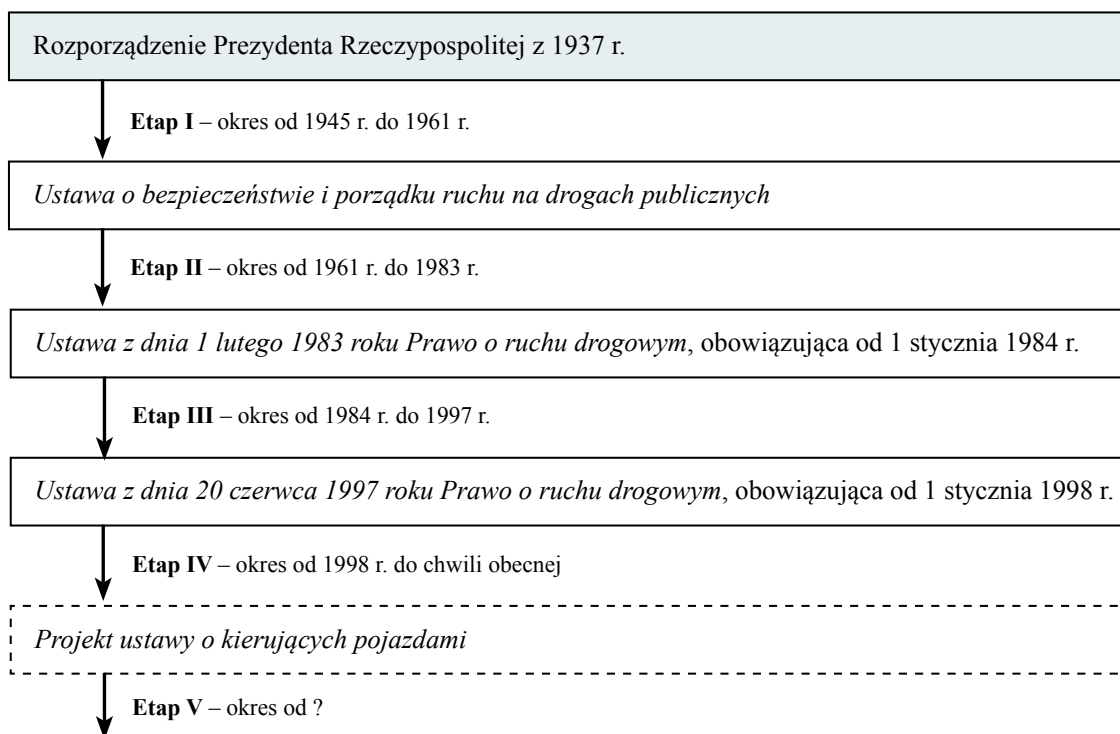 Rozporządzenie Prezydenta Rzeczypospolitej z 1937 r.
Etap I – okres od 1945 r. do 1961 r.
Ustawa o bezpieczeństwie i porządku ruchu na drogach publicznych
Etap II – okres od 1961 r. do 1983 r.
Ustawa z dnia 1 lutego 1983 roku Prawo o ruchu drogowym, obowiązująca od 1 stycznia 1984 r.
Etap III – okres od 1984 r. do 1997 r.
Ustawa z dnia 20 czerwca 1997 roku Prawo o ruchu drogowym, obowiązująca od 1 stycznia 1998 r.
Etap IV – okres od 1998 r. do chwili obecnej
Projekt ustawy o kierujących pojazdami
Etap V – okres od ?